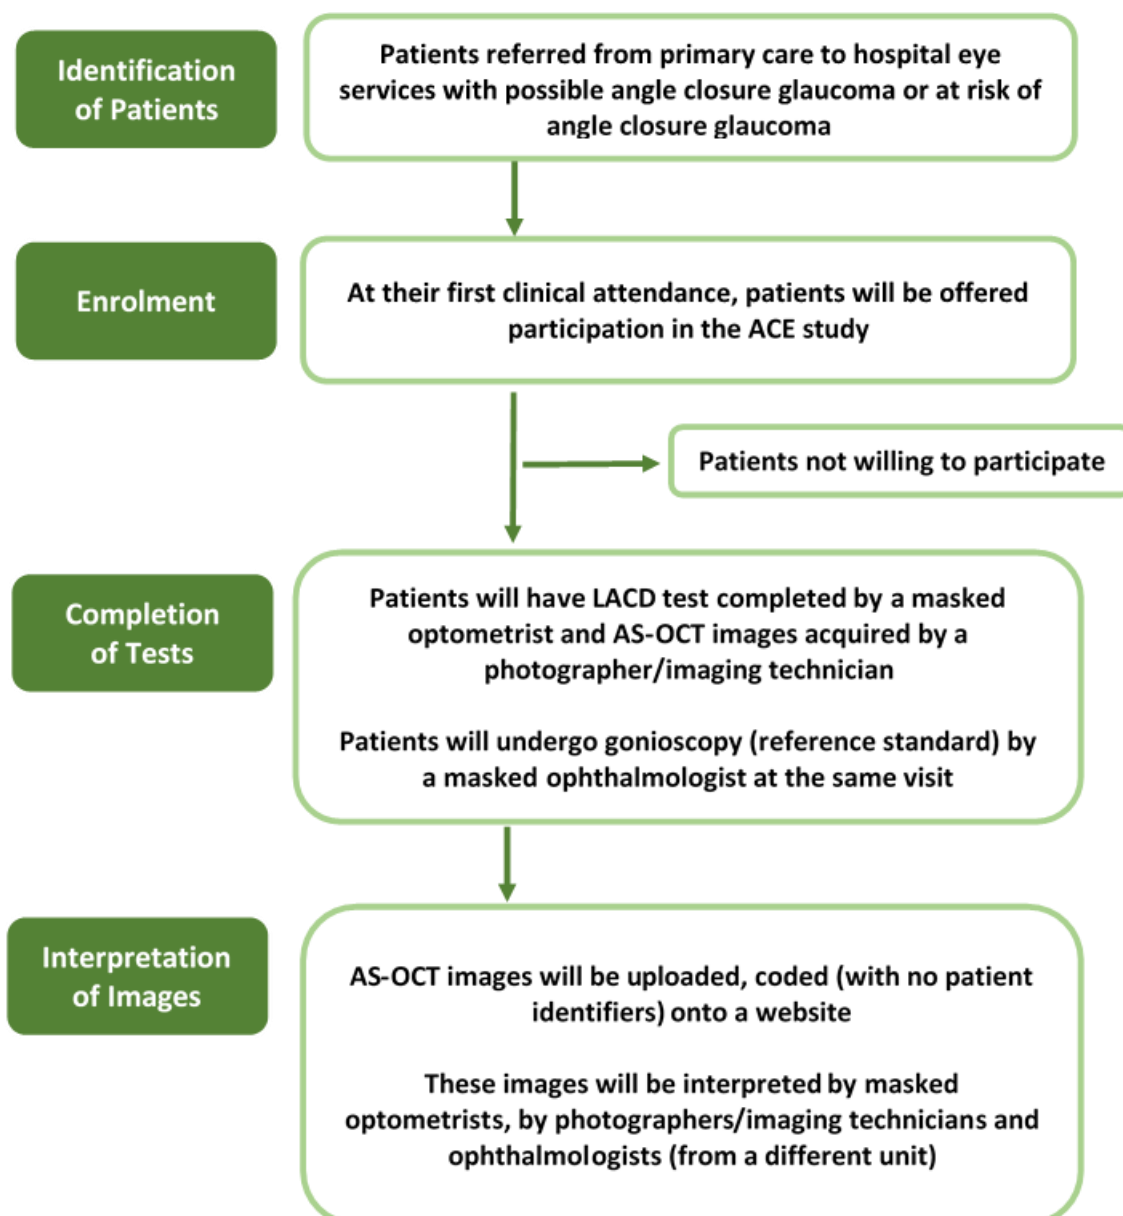 Identification
of Patients
Patients referred from primary care to hospital eye
services with possible angle closure glaucoma or at risk of
angle closure glaucoma
Enrolment
At their first clinical attendance, patients will be offered
participation in the ACE study
Patients not willing to participate
Completion
of Tests
Patients will have LACD test completed by a masked
optometrist and AS-OCT images acquired by a
photographer/imaging technician
Patients will undergo gonioscopy (reference standard) by
a masked ophthalmologist at the same visit
Interpretation
of Images
AS-OCT images will be uploaded, coded (with no patient
identifiers) onto a website
These images will be interpreted by masked
optometrists, by photographers/imaging technicians and
ophthalmologists (from a different unit)